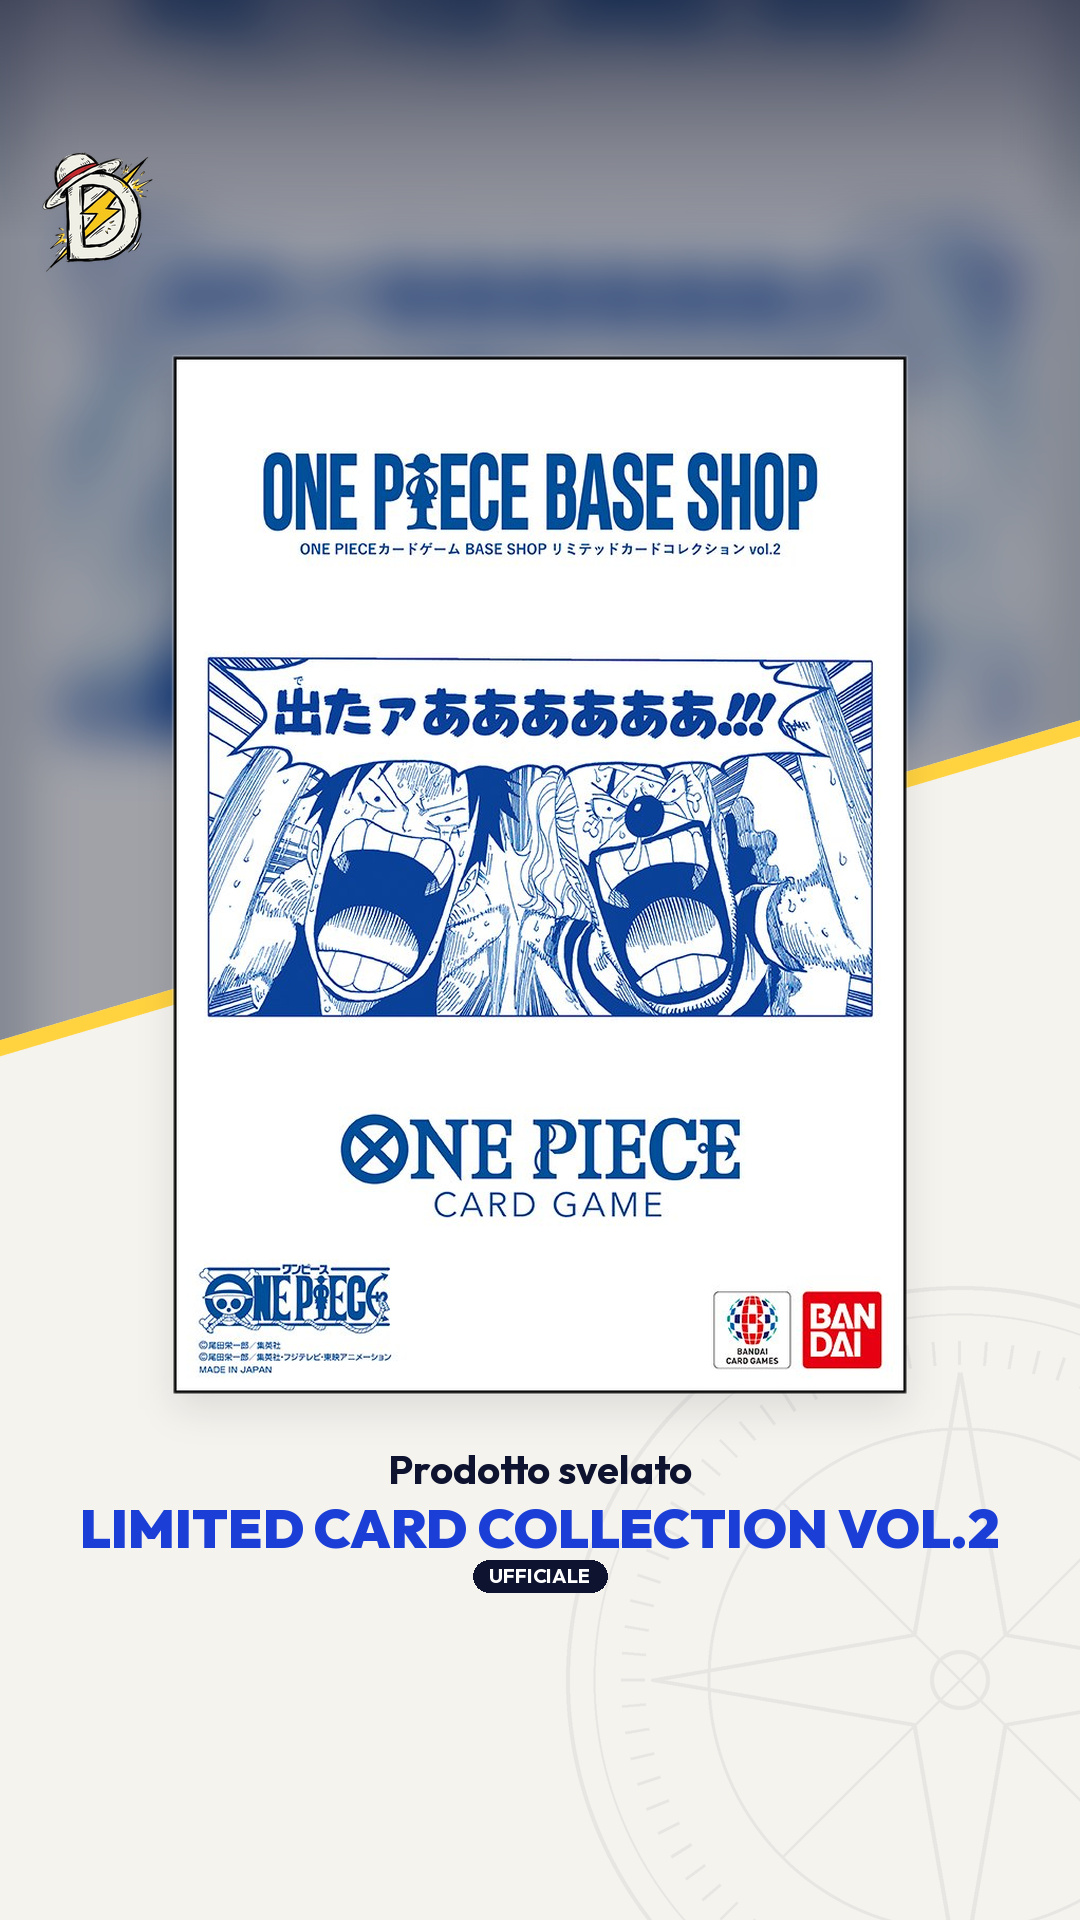 D
ONE PIECE BASE SHOP
ONE PIECEカードゲーム BASE SHOP リミテッドカードコレクション vol.2
で
出たァああああああ!!!
ONE PIECE
CARD GAME
ワンピース
ONE PIECE
©尾田栄一郎／集英社
©尾田栄一郎／集英社・フジテレビ・東映アニメーション
MADE IN JAPAN
BANDAI
CARD GAMES
BAN
DAI
Prodotto svelato
LIMITED CARD COLLECTION VOL.2
UFFICIALE